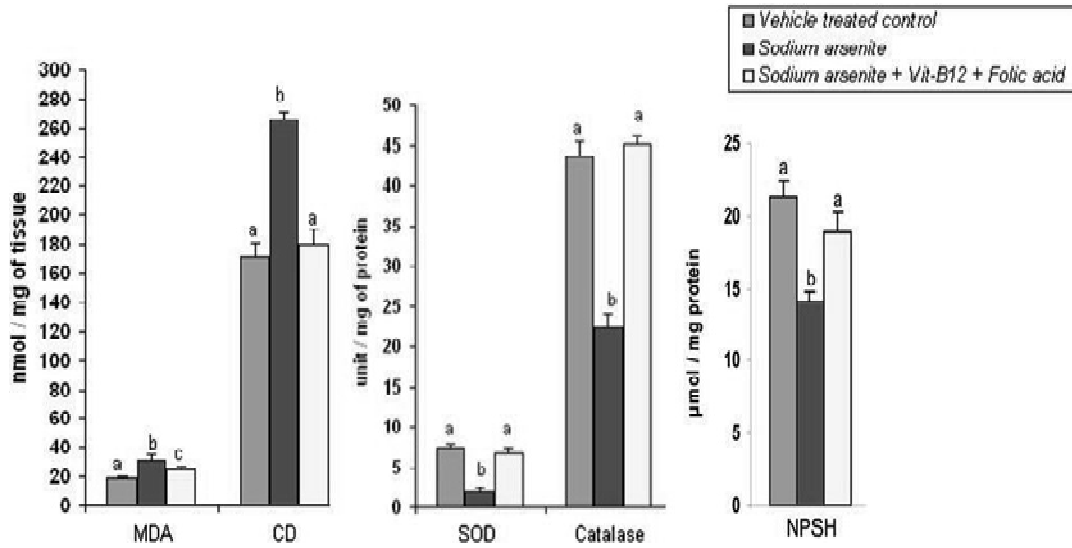 Vehicle treated control
Sodium arsenite
Sodium arsenite + Vit-B12 + Folic acid
nmol / mg of tissue
300
280
260
240
220
200
180
160
140
120
100
80
60
40
20
0
a
b
c
a
b
a
MDA
CD
unit / mg of protein
50
45
40
35
30
25
20
15
10
5
0
a
b
a
a
b
a
SOD
Catalase
µmol / mg protein
25
20
15
10
5
0
a
b
a
NPSH